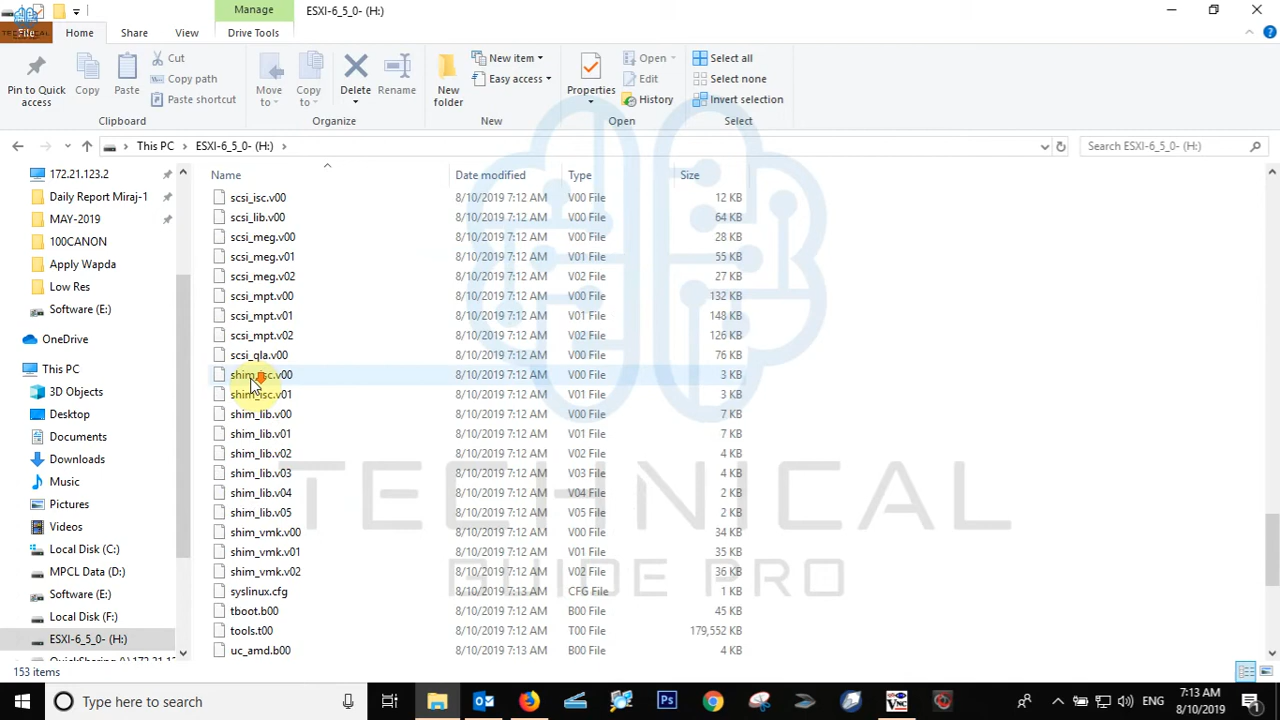 Manage
ESXI-6_5_0- (H:)
File
Home
Share
View
Drive Tools
Pin to Quick access
Copy
Paste
Cut
Copy path
Paste shortcut
Clipboard
Move to
Copy to
Delete
Rename
Organize
New folder
New item
Easy access
New
Properties
Open
Edit
History
Open
Select all
Select none
Invert selection
Select
This PC
ESXI-6_5_0- (H:)
Search ESXI-6_5_0- (H:)
172.21.123.2
Daily Report Miraj-1
MAY-2019
100CANON
Apply Wapda
Low Res
Software (E:)
OneDrive
This PC
3D Objects
Desktop
Documents
Downloads
Music
Pictures
Videos
Local Disk (C:)
MPCL Data (D:)
Software (E:)
Local Disk (F:)
ESXI-6_5_0- (H:)
Name Date modified Type Size
scsi_isc.v00 8/10/2019 7:12 AM V00 File 12 KB
scsi_lib.v00 8/10/2019 7:12 AM V00 File 64 KB
scsi_meg.v00 8/10/2019 7:12 AM V00 File 28 KB
scsi_meg.v01 8/10/2019 7:12 AM V01 File 55 KB
scsi_meg.v02 8/10/2019 7:12 AM V02 File 27 KB
scsi_mpt.v00 8/10/2019 7:12 AM V00 File 132 KB
scsi_mpt.v01 8/10/2019 7:12 AM V01 File 148 KB
scsi_mpt.v02 8/10/2019 7:12 AM V02 File 126 KB
scsi_qla.v00 8/10/2019 7:12 AM V00 File 76 KB
shim_isc.v00 8/10/2019 7:12 AM V00 File 3 KB
shim_isc.v01 8/10/2019 7:12 AM V01 File 3 KB
shim_lib.v00 8/10/2019 7:12 AM V00 File 7 KB
shim_lib.v01 8/10/2019 7:12 AM V01 File 7 KB
shim_lib.v02 8/10/2019 7:12 AM V02 File 4 KB
shim_lib.v03 8/10/2019 7:12 AM V03 File 4 KB
shim_lib.v04 8/10/2019 7:12 AM V04 File 2 KB
shim_lib.v05 8/10/2019 7:12 AM V05 File 2 KB
shim_vmk.v00 8/10/2019 7:12 AM V00 File 34 KB
shim_vmk.v01 8/10/2019 7:12 AM V01 File 35 KB
shim_vmk.v02 8/10/2019 7:12 AM V02 File 36 KB
syslinux.cfg 8/10/2019 7:13 AM CFG File 1 KB
tboot.b00 8/10/2019 7:12 AM B00 File 45 KB
tools.t00 8/10/2019 7:12 AM T00 File 179,552 KB
uc_amd.b00 8/10/2019 7:13 AM B00 File 4 KB
TECHNICAL
GUIDE PRO
153 items
Type here to search
Ps
VNC
ENG
7:13 AM
8/10/2019
1